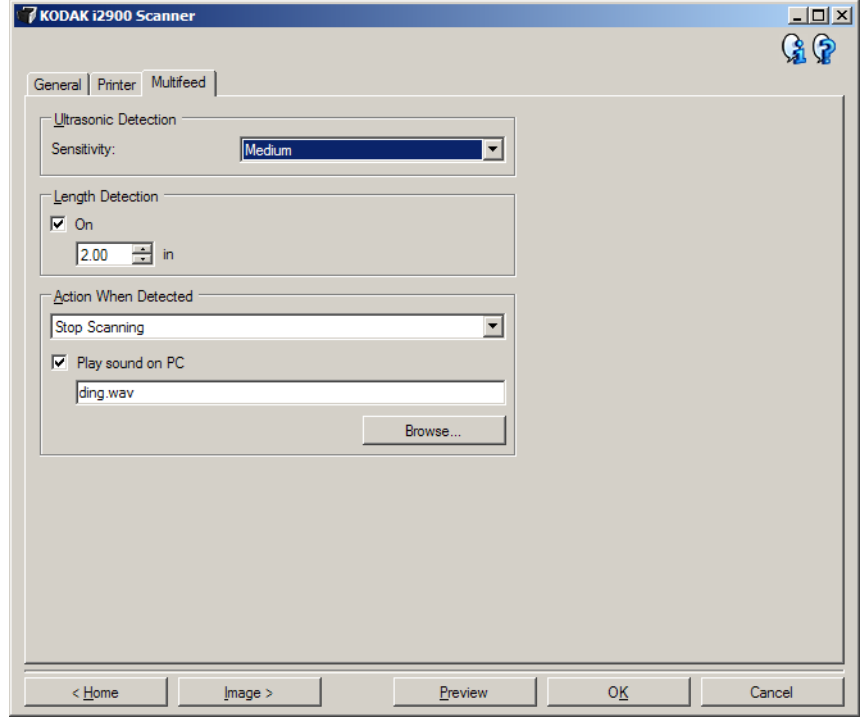 KODAK i2900 Scanner
General Printer Multifeed
Ultrasonic Detection
Sensitivity: Medium
Length Detection
On
2.00 in
Action When Detected
Stop Scanning
Play sound on PC
ding.wav
Browse...
< Home Image > Preview OK Cancel